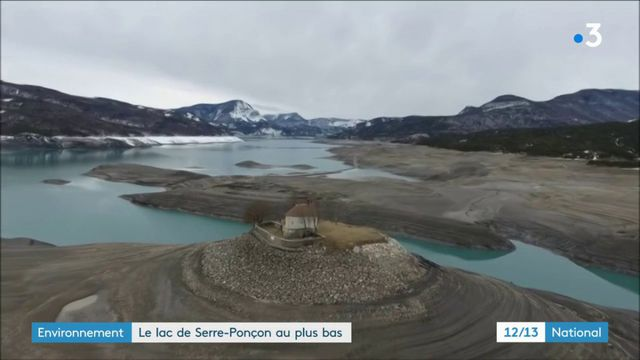 3
Environnement Le lac de Serre-Ponçon au plus bas
12/13 National